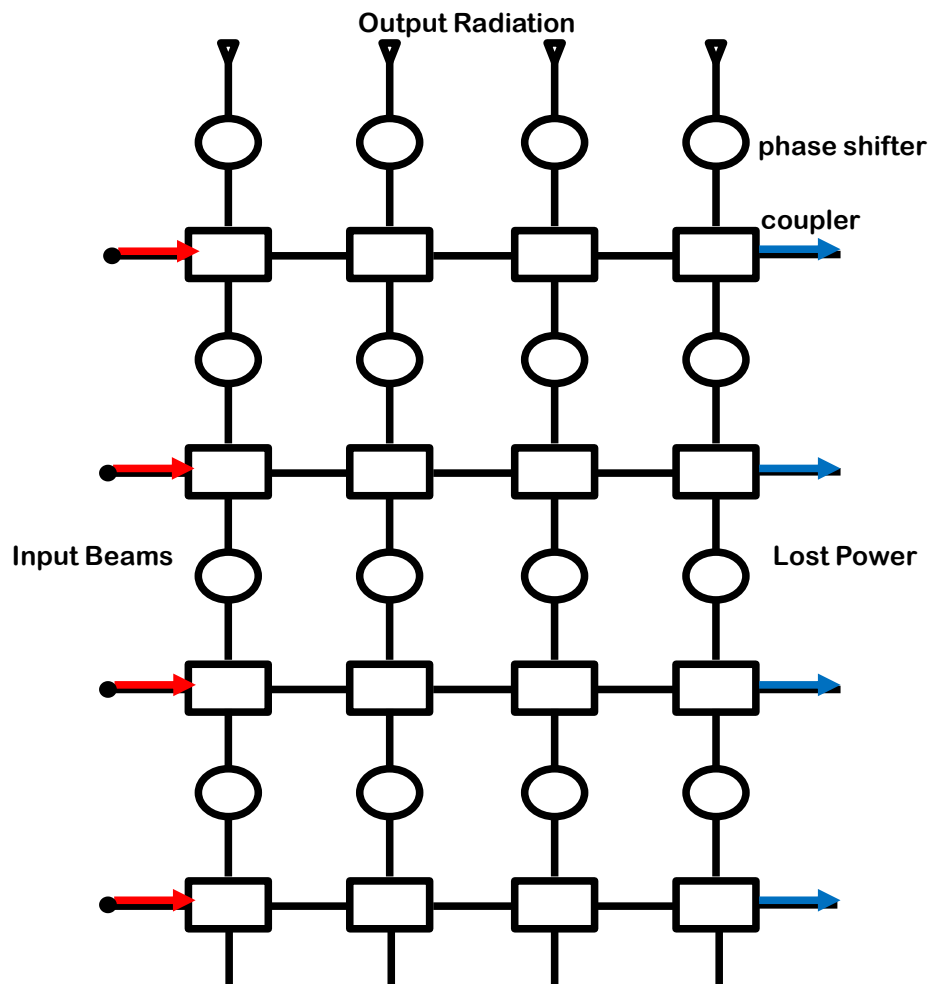 Output Radiation
phase shifter
coupler
Input Beams
Lost Power